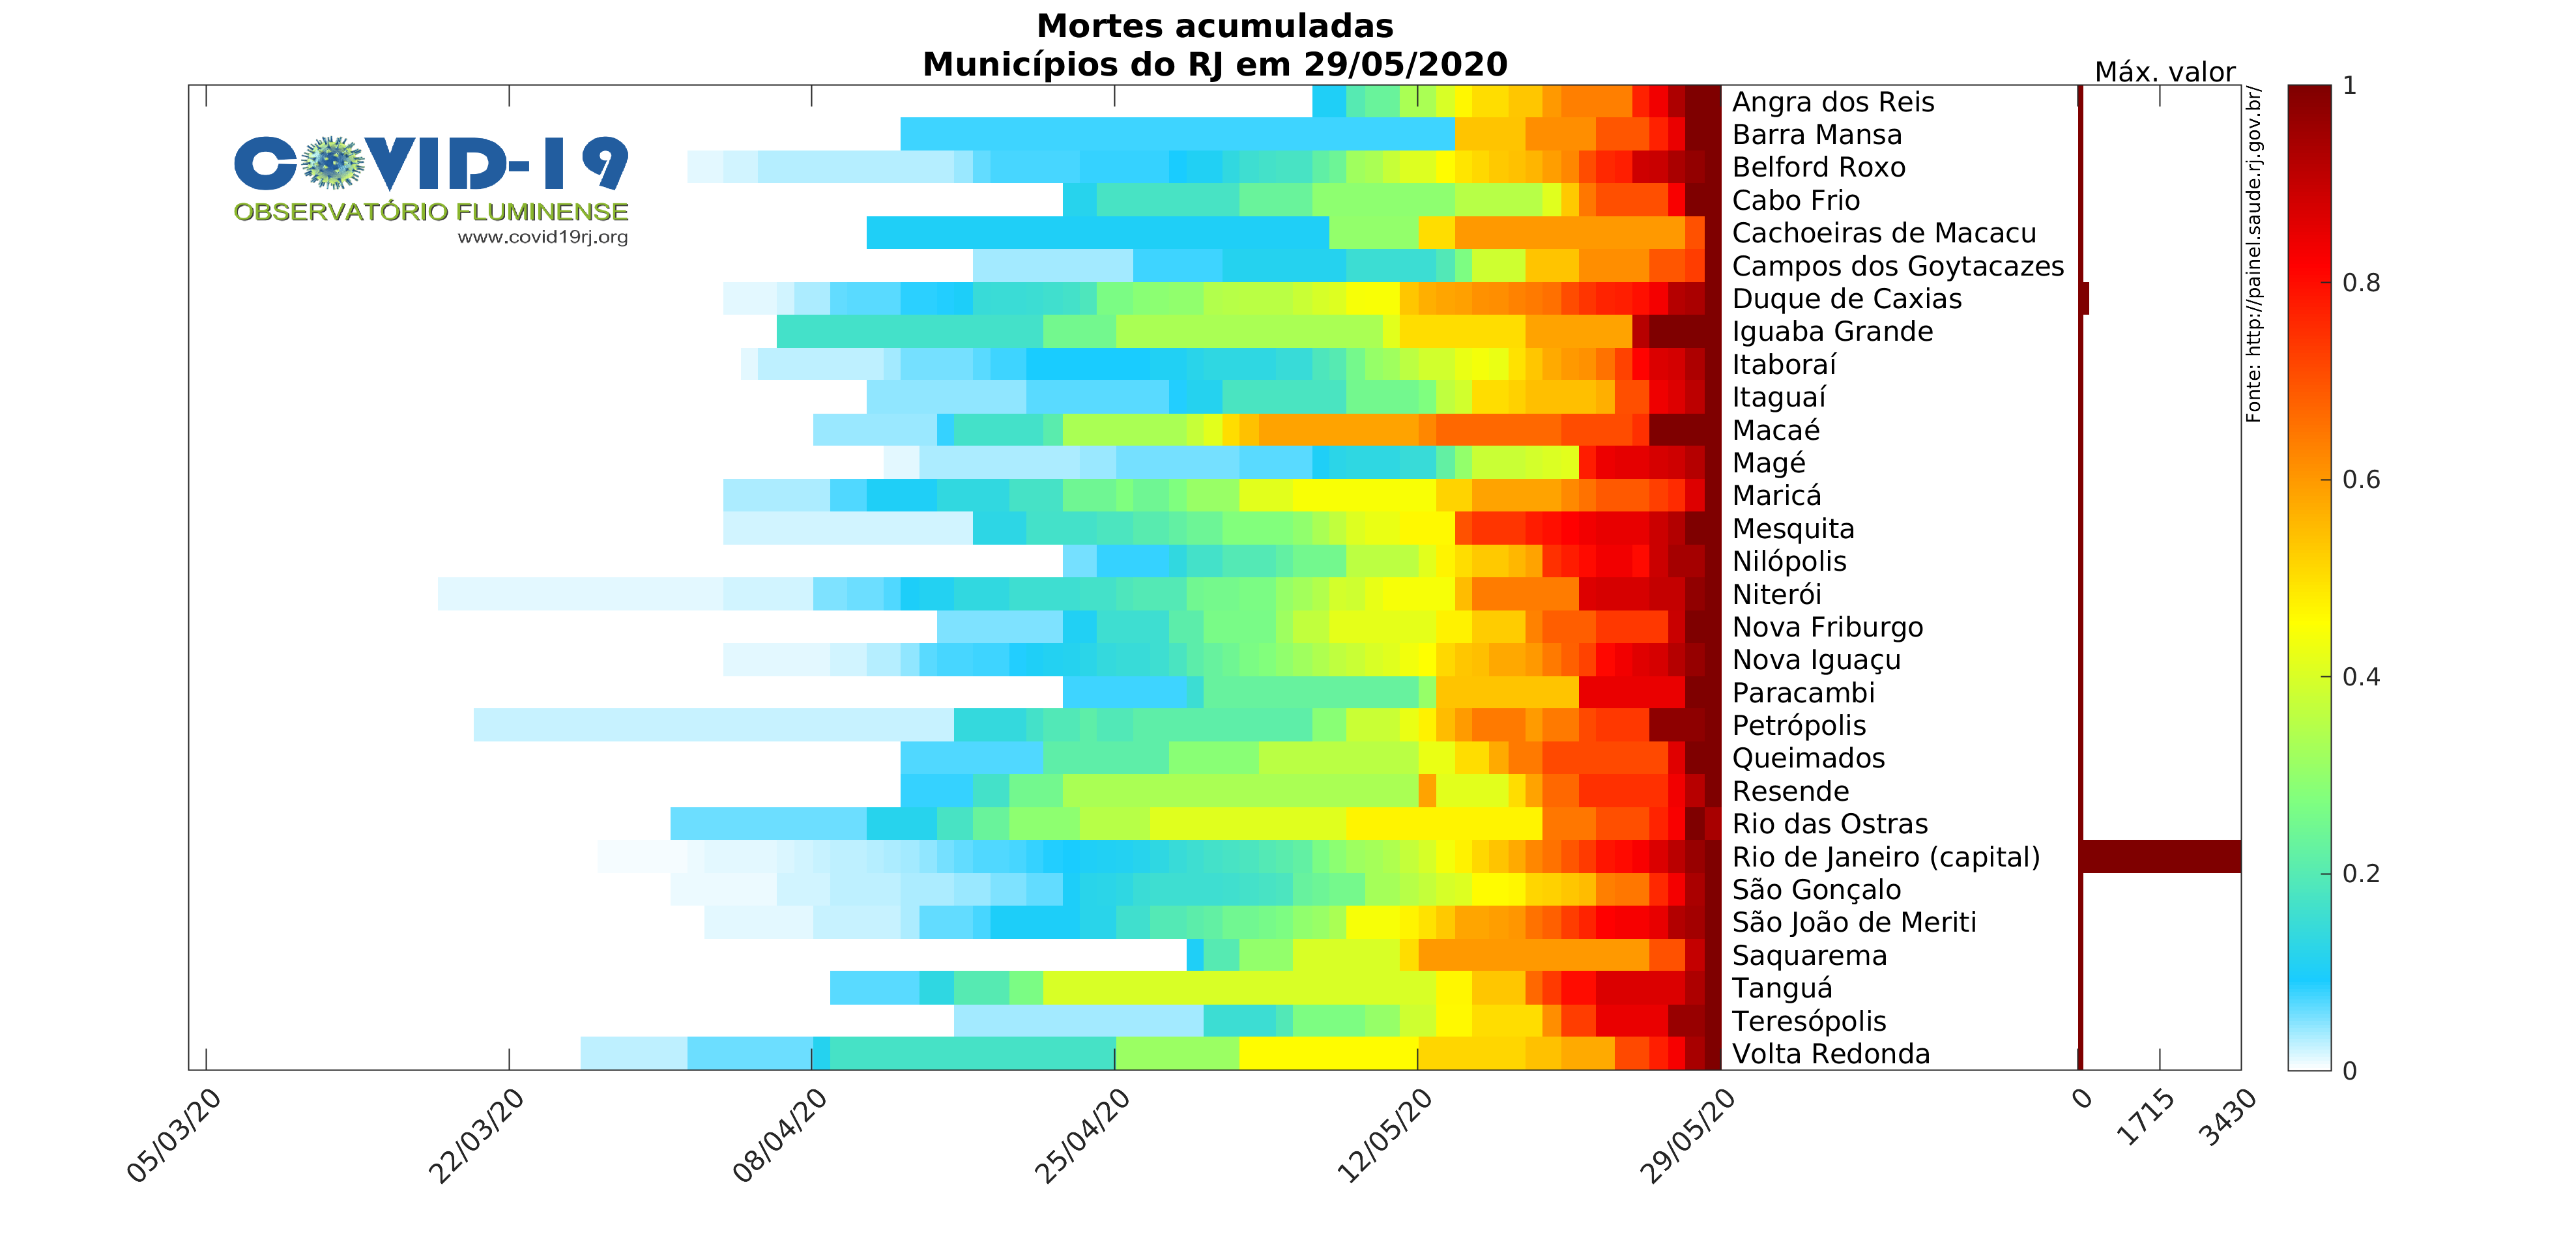 Mortes acumuladas
Municípios do RJ em 29/05/2020
Máx. valor
COVID-19
OBSERVATÓRIO FLUMINENSE
www.covid19rj.org
Angra dos Reis
Barra Mansa
Belford Roxo
Cabo Frio
Cachoeiras de Macacu
Campos dos Goytacazes
Duque de Caxias
Iguaba Grande
Itaboraí
Itaguaí
Macaé
Magé
Maricá
Mesquita
Nilópolis
Niterói
Nova Friburgo
Nova Iguaçu
Paracambi
Petrópolis
Queimados
Resende
Rio das Ostras
Rio de Janeiro (capital)
São Gonçalo
São João de Meriti
Saquarema
Tanguá
Teresópolis
Volta Redonda
Fonte: http://painel.saude.rj.gov.br/
1
0.8
0.6
0.4
0.2
0
05/03/20
22/03/20
08/04/20
25/04/20
12/05/20
29/05/20
0
1715
3430